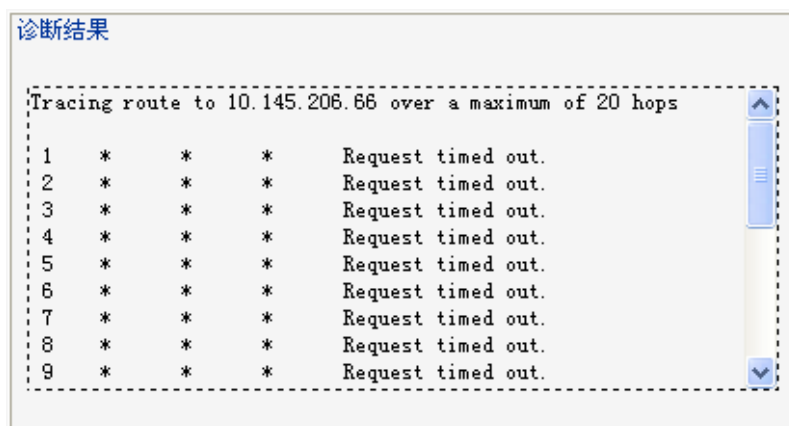 诊断结果
Tracing route to 10.145.206.66 over a maximum of 20 hops
1 * * * Request timed out.
2 * * * Request timed out.
3 * * * Request timed out.
4 * * * Request timed out.
5 * * * Request timed out.
6 * * * Request timed out.
7 * * * Request timed out.
8 * * * Request timed out.
9 * * * Request timed out.